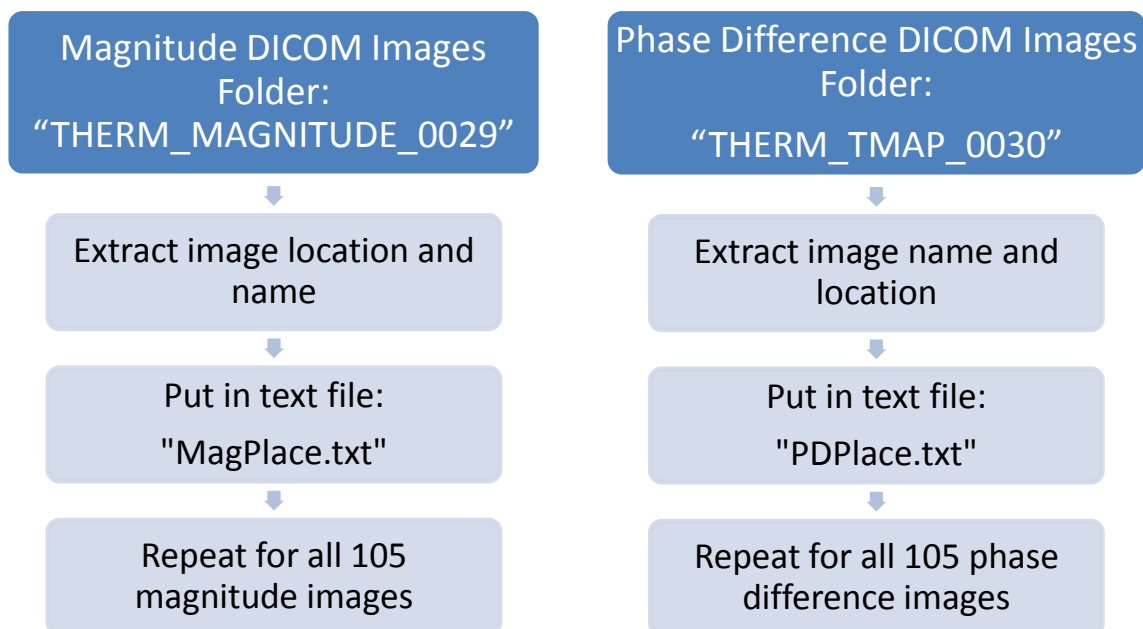 Magnitude DICOM Images
Folder:
“THERM_MAGNITUDE_0029”
Extract image location and
name
Put in text file:
"MagPlace.txt"
Repeat for all 105
magnitude images
Phase Difference DICOM Images
Folder:
“THERM_TMAP_0030”
Extract image name and
location
Put in text file:
"PDPlace.txt"
Repeat for all 105 phase
difference images